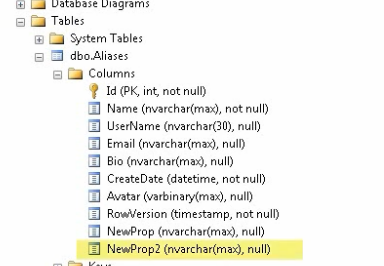 Database Diagrams
Tables
System Tables
dbo.Aliases
Columns
Id (PK, int, not null)
Name (nvarchar(max), not null)
UserName (nvarchar(30), null)
Email (nvarchar(max), null)
Bio (nvarchar(max), null)
CreateDate (datetime, not null)
Avatar (varbinary(max), null)
RowVersion (timestamp, not null)
NewProp (nvarchar(max), null)
NewProp2 (nvarchar(max), null)
Keys